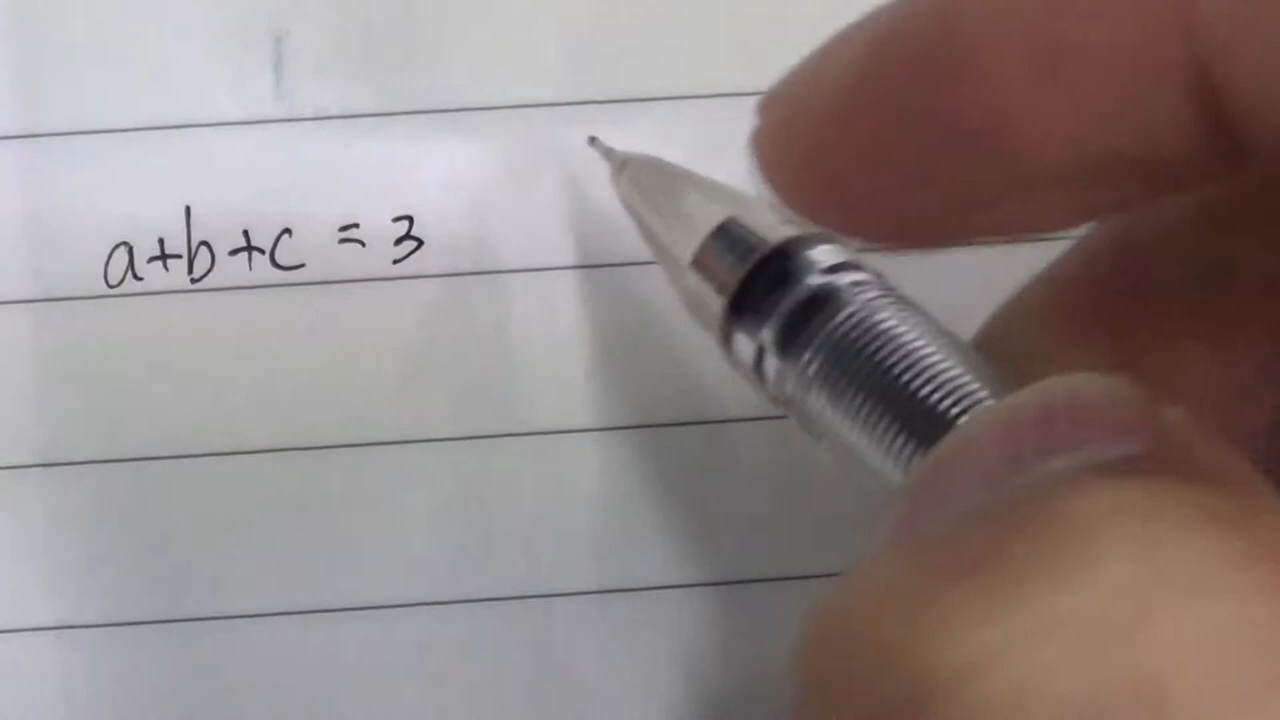 a+b+c = 3